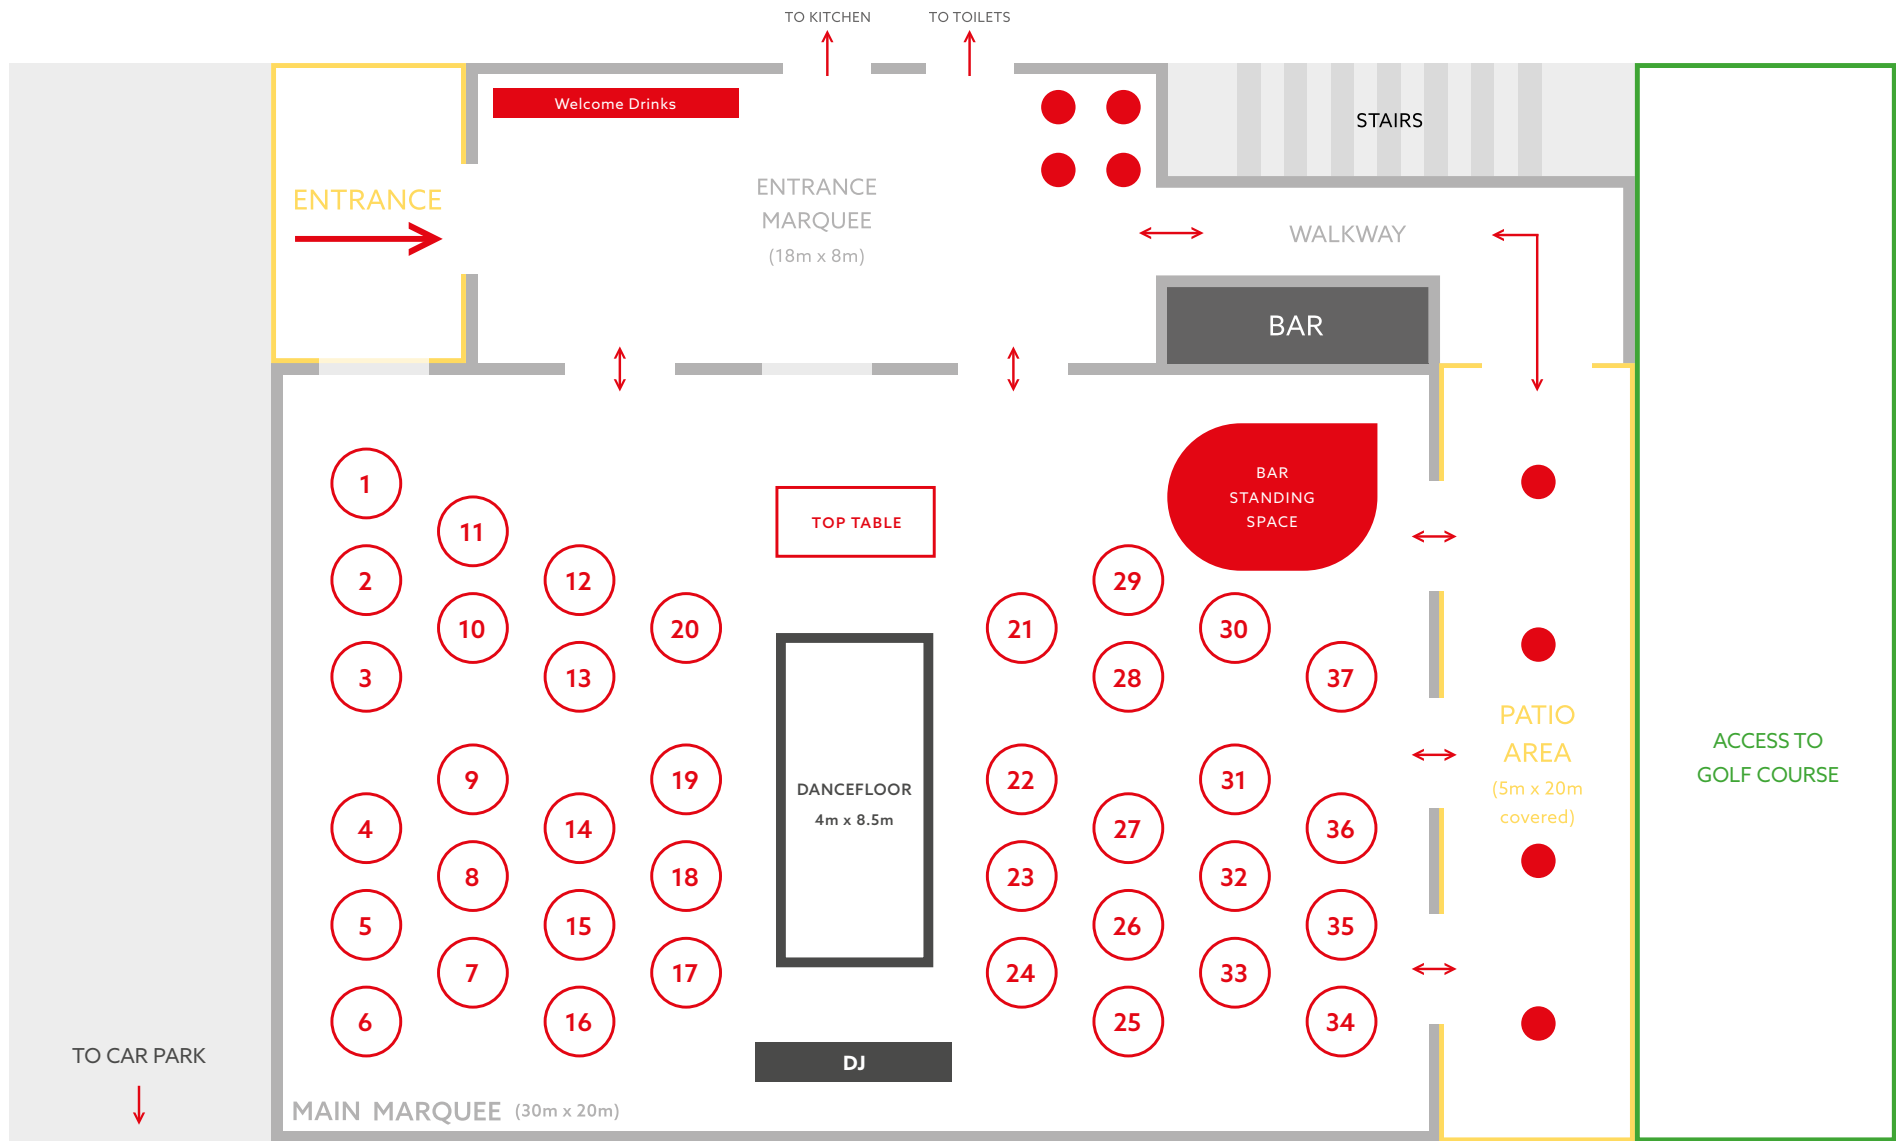 TO KITCHEN
TO TOILETS
Welcome Drinks
STAIRS
ENTRANCE
ENTRANCE
MARQUEE
(18m x 8m)
WALKWAY
BAR
BAR
STANDING
SPACE
TOP TABLE
1
11
2
12
29
10
20
21
30
3
13
28
37
9
19
22
31
4
14
27
36
8
18
23
32
5
15
26
35
7
17
24
33
6
16
25
34
DANCEFLOOR
4m x 8.5m
PATIO
AREA
(5m x 20m
covered)
ACCESS TO
GOLF COURSE
DJ
TO CAR PARK
MAIN MARQUEE (30m x 20m)